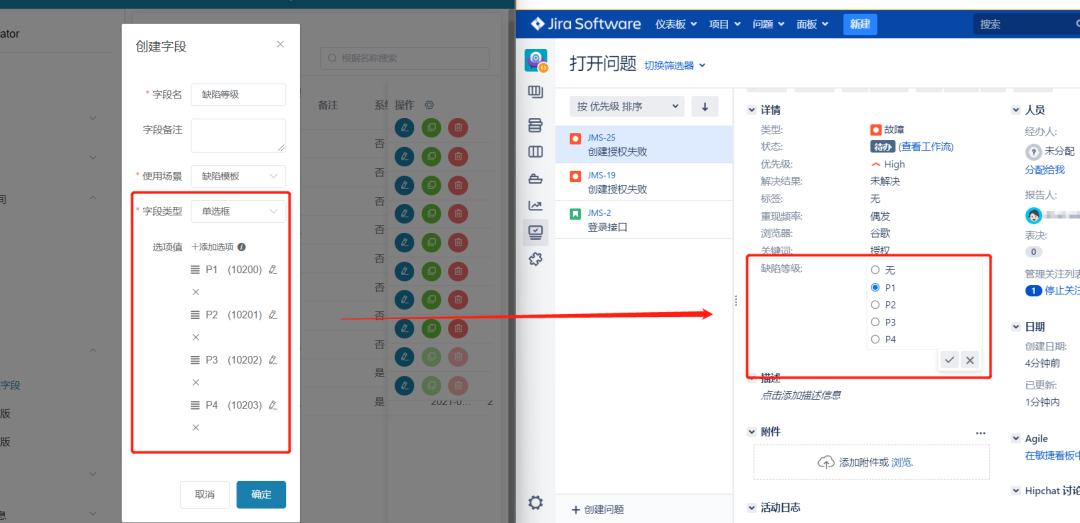 ator
创建字段
* 字段名 缺陷等级
字段备注
* 使用场景 缺陷模板
* 字段类型 单选框
选项值 +添加选项
P1 (10200)
P2 (10201)
P3 (10202)
P4 (10203)
取消 确定
根据名称搜索
备注 系统 操作
否
否
否
否
否
否
否
否
是
是 2021-0... 2
间
字段
版
版
息
Jira Software 仪表板 项目 问题 面板 新建 搜索
打开问题 切换筛选器
按 优先级 排序
JMS-25
创建授权失败
JMS-19
创建授权失败
JMS-2
登录接口
+ 创建问题
详情
类型: 故障
状态: 待办 (查看工作流)
优先级: High
解决结果: 未解决
标签: 无
重现频率: 偶发
浏览器: 谷歌
关键词: 授权
缺陷等级: 无
P1
P2
P3
P4
描述
点击添加描述信息
附件
添加附件或 浏览.
活动日志
人员
经办人:
未分配
分配给我
报告人:
表决:
0
管理关注列表
1 停止关注
日期
创建日期:
4分钟前
已更新:
1分钟内
Agile
在敏捷看板中
Hipchat 讨论